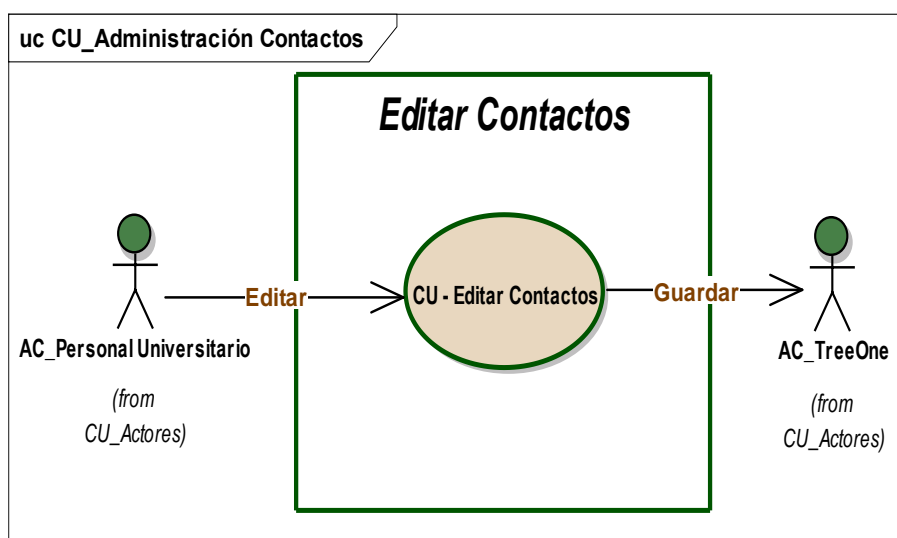 uc CU_Administración Contactos
Editar Contactos
Editar
CU - Editar Contactos
Guardar
AC_Personal Universitario
(from
CU_Actores)
AC_TreeOne
(from
CU_Actores)